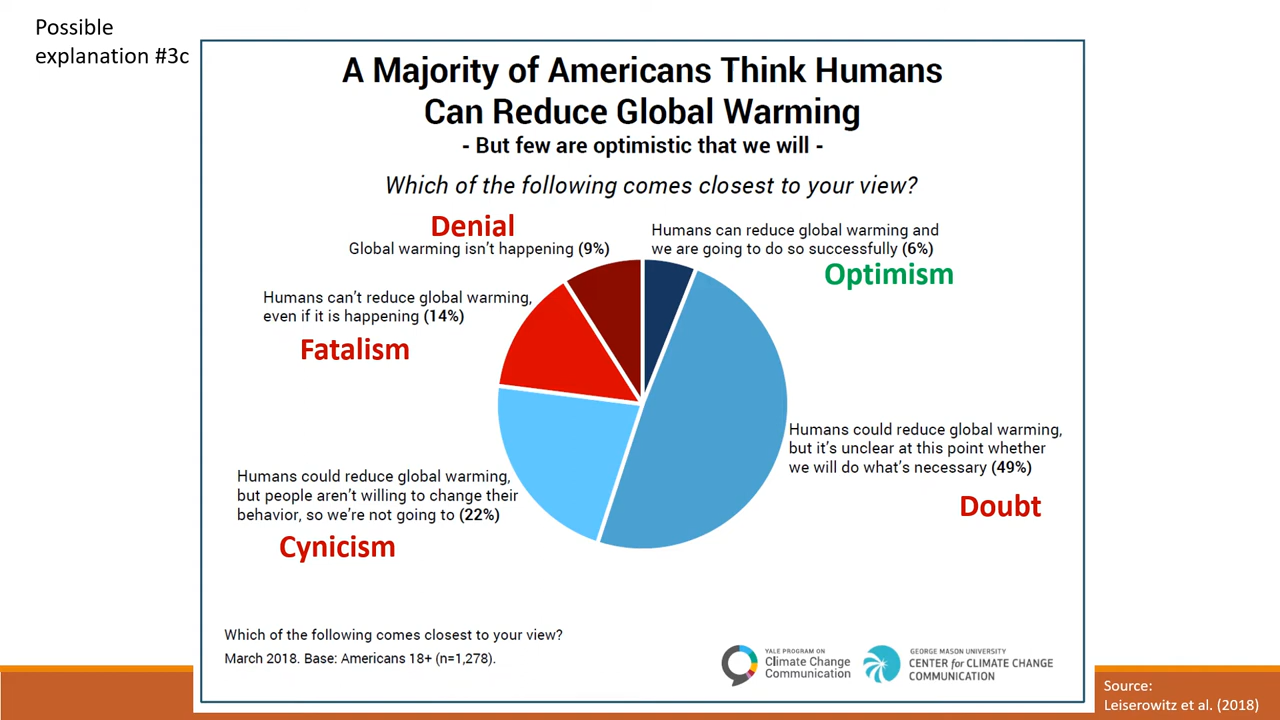 Possible
explanation #3c
A Majority of Americans Think Humans
Can Reduce Global Warming
- But few are optimistic that we will -
Which of the following comes closest to your view?
Denial
Global warming isn't happening (9%)
Humans can reduce global warming and
we are going to do so successfully (6%)
Optimism
Humans can't reduce global warming,
even if it is happening (14%)
Fatalism
Humans could reduce global warming,
but it's unclear at this point whether
we will do what's necessary (49%)
Doubt
Humans could reduce global warming,
but people aren't willing to change their
behavior, so we're not going to (22%)
Cynicism
Which of the following comes closest to your view?
March 2018. Base: Americans 18+ (n=1,278).
YALE PROGRAM ON
Climate Change
Communication
GEORGE MASON UNIVERSITY
CENTER for CLIMATE CHANGE
COMMUNICATION
Source:
Leiserowitz et al. (2018)